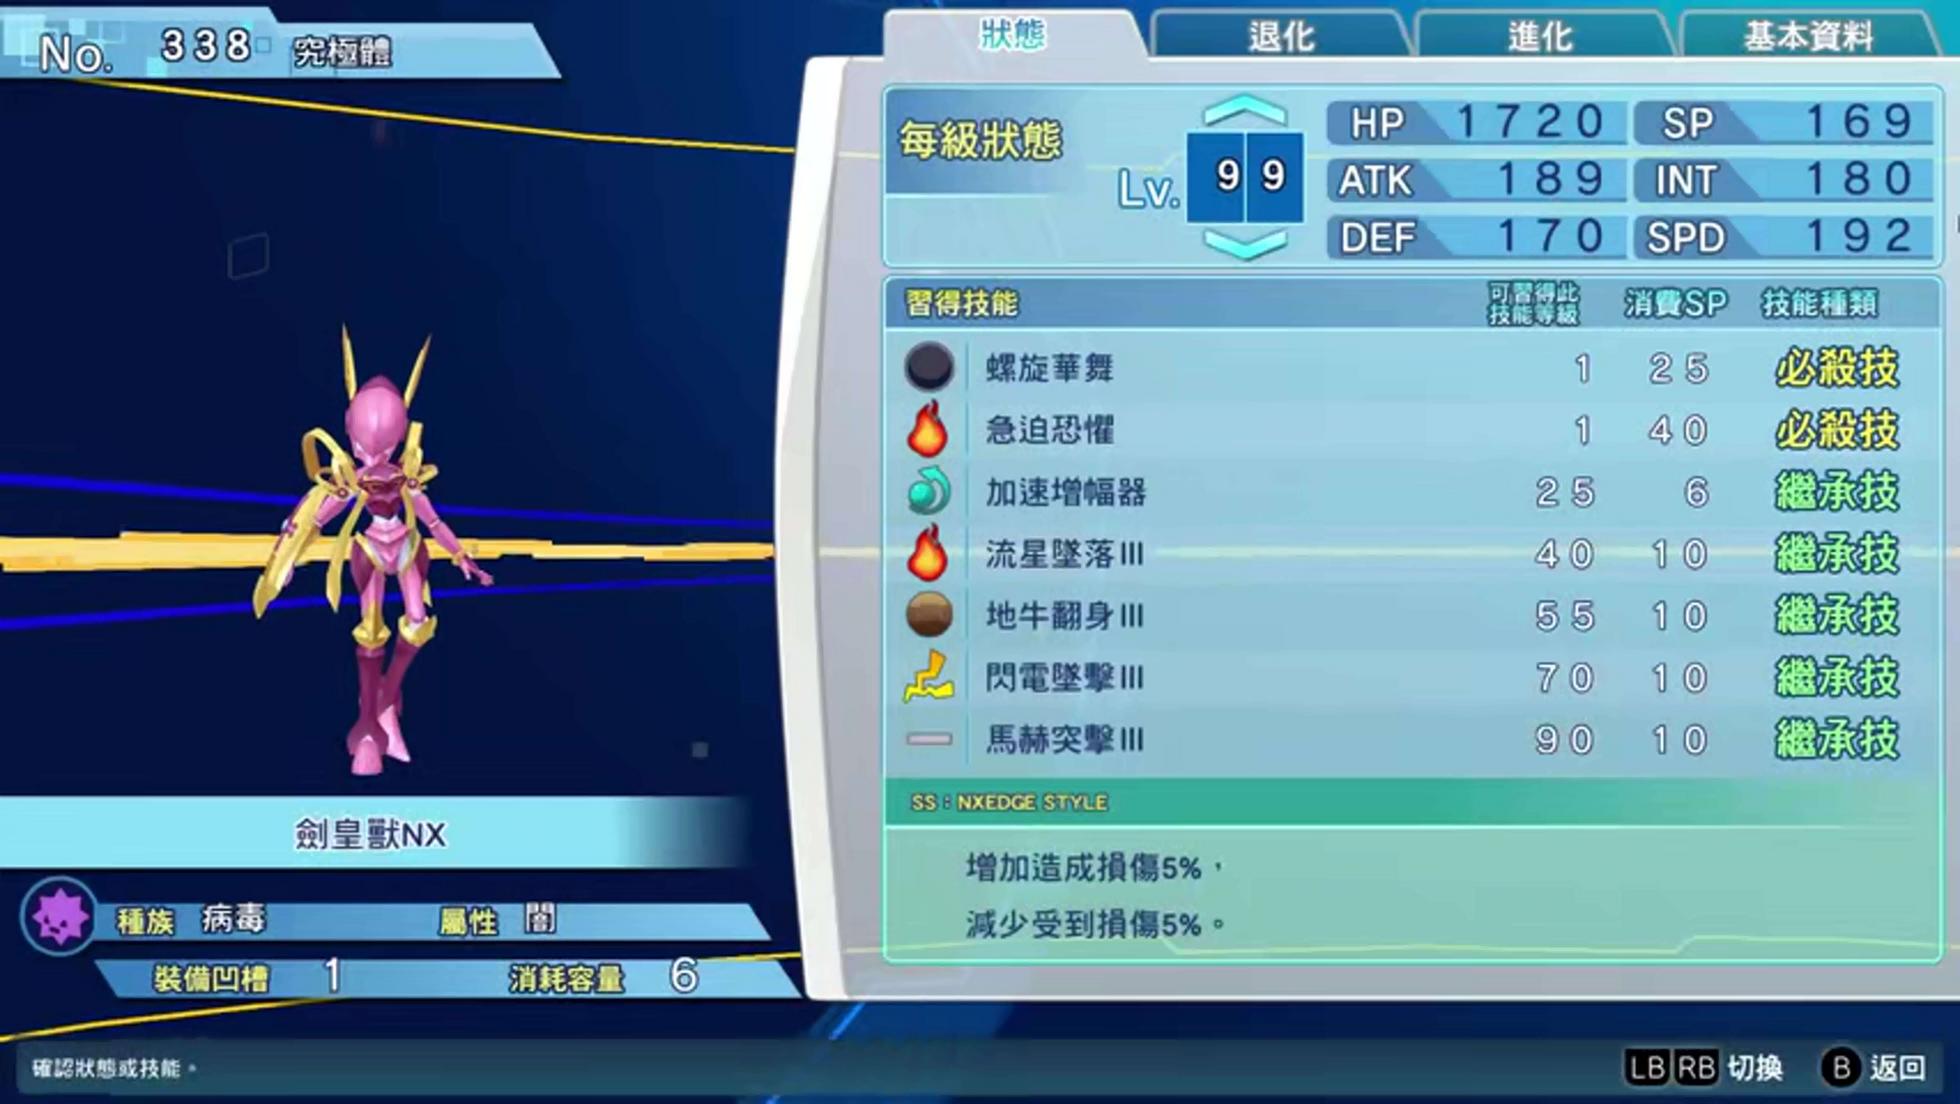 No. 338 究極體
狀態 退化 進化 基本資料
每級狀態 Lv. 99
HP 1720 SP 169
ATK 189 INT 180
DEF 170 SPD 192
習得技能 可習得此技能等級 消費SP 技能種類
螺旋華舞 1 25 必殺技
急迫恐懼 1 40 必殺技
加速增幅器 25 6 繼承技
流星墜落III 40 10 繼承技
地牛翻身III 55 10 繼承技
閃電墜擊III 70 10 繼承技
馬赫突擊III 90 10 繼承技
SS：NXEDGE STYLE
增加造成損傷5%，
減少受到損傷5%。
劍皇獸NX
種族 病毒 屬性 闇
裝備凹槽 1 消耗容量 6
確認狀態或技能。
LB RB 切換 B 返回